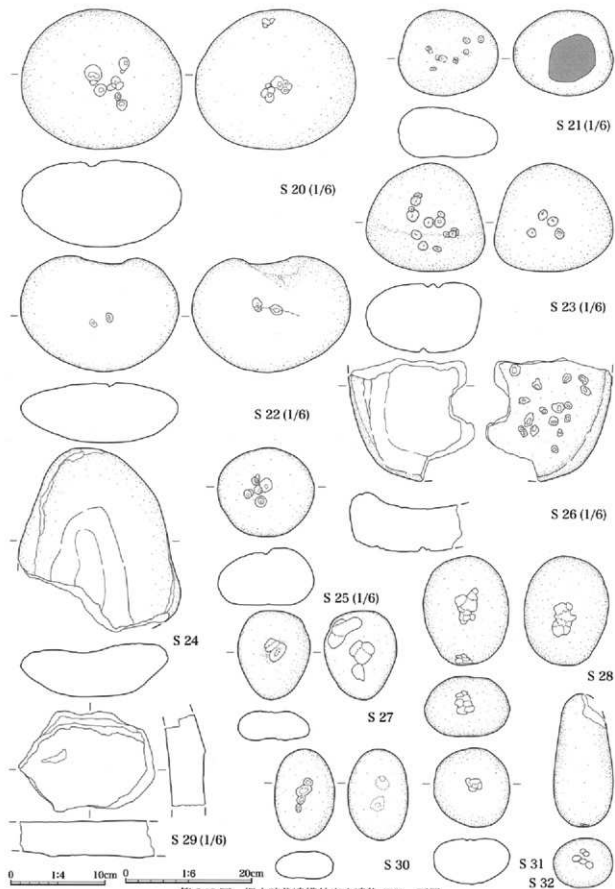 S 20 (1/6)
S 21 (1/6)
S 22 (1/6)
S 23 (1/6)
S 24
S 25 (1/6)
S 26 (1/6)
S 27
S 28
S 29 (1/6)
S 30
S 31
S 32
0 1:4 10cm
0 1:6 20cm